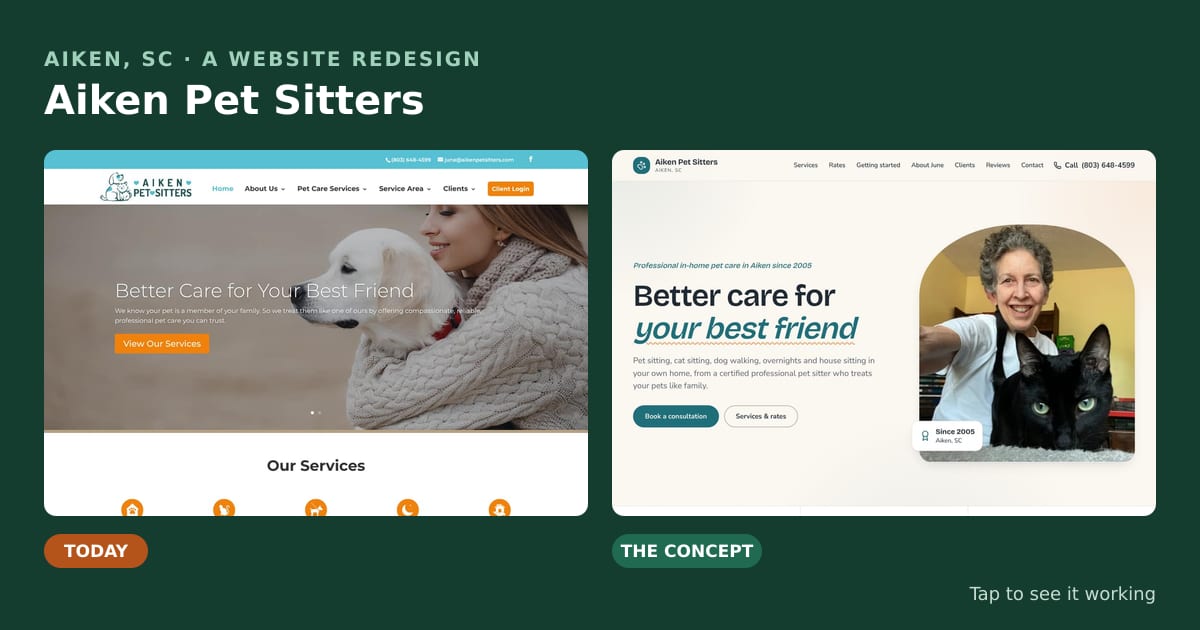 AIKEN, SC · A WEBSITE REDESIGN
Aiken Pet Sitters
(803) 648-4599 june@aikenpetsitters.com f
AIKEN
PET SITTERS
Home About Us Pet Care Services Service Area Clients Client Login
Better Care for Your Best Friend
We know your pet is a member of your family. So we treat them like one of ours by offering compassionate, reliable,
professional pet care you can trust.
View Our Services
Our Services
TODAY
Aiken Pet Sitters
AIKEN, SC
Services Rates Getting started About June Clients Reviews Contact Call (803) 648-4599
Professional in-home pet care in Aiken since 2005
Better care for
your best friend
Pet sitting, cat sitting, dog walking, overnights and house sitting in
your own home, from a certified professional pet sitter who treats
your pets like family.
Book a consultation Services & rates
Since 2005
Aiken, SC
THE CONCEPT
Tap to see it working